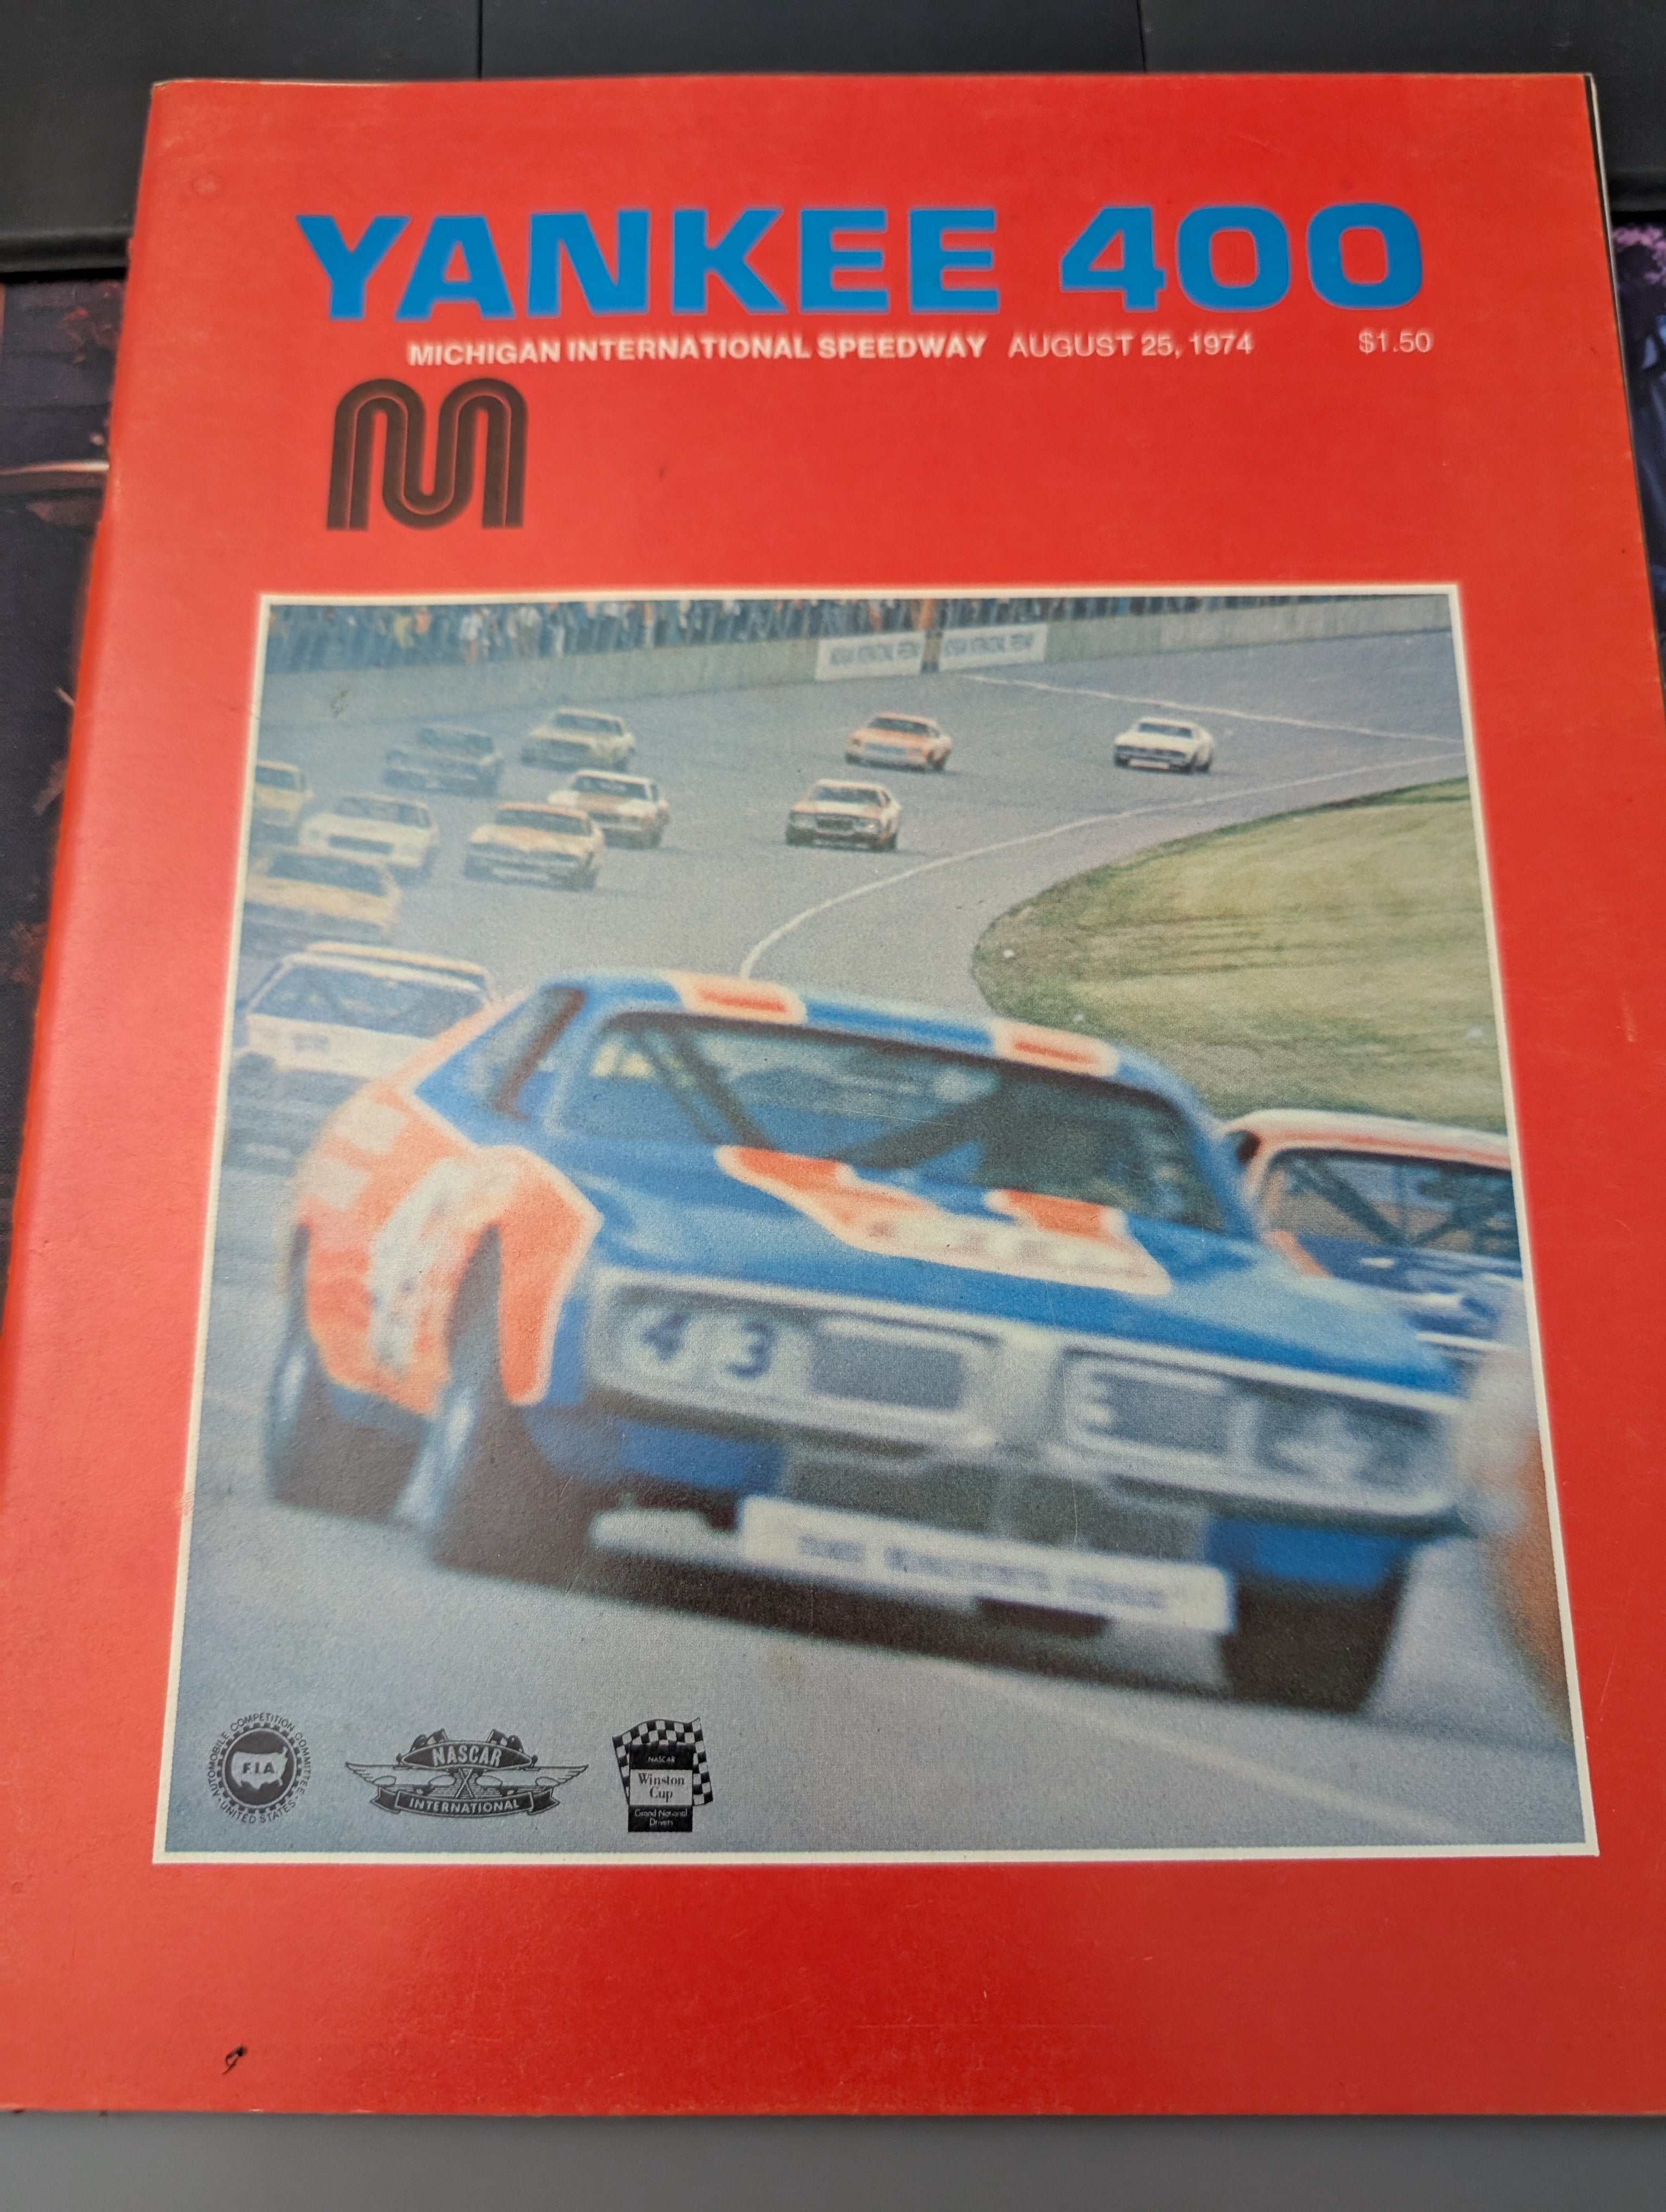 YANKEE 400
MICHIGAN INTERNATIONAL SPEEDWAY AUGUST 25, 1974 $1.50
43
AUTOMOBILE COMPETITION COMMITTEE
F.I.A.
UNITED STATES
NASCAR
INTERNATIONAL
NASCAR
Winston
Cup
Grand National
Drivers